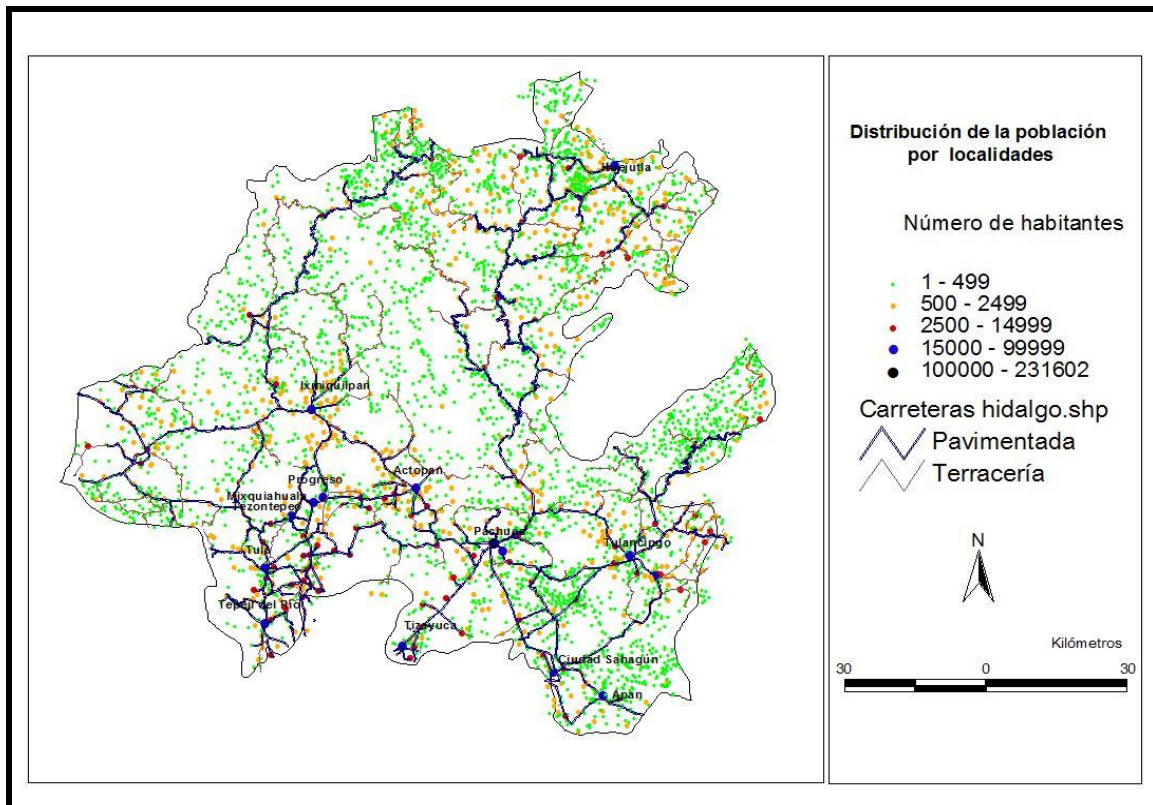 Huejutla
Ixmiquilpan
Actopan
Progreso
Mixquiahuala
Tezontepec
Pachuca
Tula
Tulancingo
Tepeji del Río
Tizayuca
Ciudad Sahagún
Apan
Distribución de la población
por localidades
Número de habitantes
1 - 499
500 - 2499
2500 - 14999
15000 - 99999
100000 - 231602
Carreteras hidalgo.shp
Pavimentada
Terracería
N
Kilómetros
30 0 30